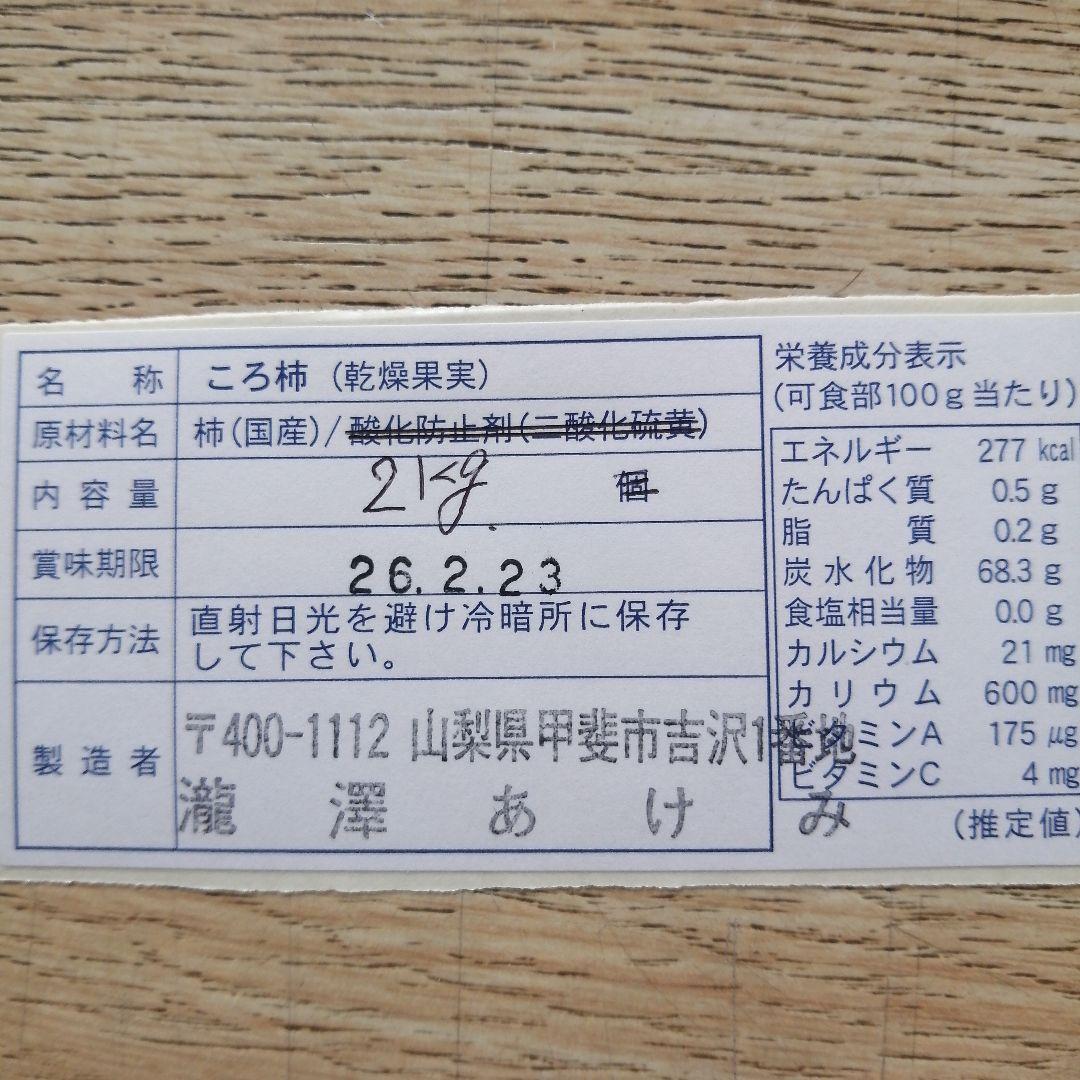 名称 ころ柿 (乾燥果実)
原材料名 柿(国産)/酸化防止剤(二酸化硫黄)
内容量 2kg. 個
賞味期限 26.2.23
保存方法 直射日光を避け冷暗所に保存
して下さい。
製造者 〒400-1112 山梨県甲斐市吉沢1番地
瀧澤あけみ
栄養成分表示
(可食部100g当たり)
エネルギー 277 kcal
たんぱく質 0.5 g
脂質 0.2 g
炭水化物 68.3 g
食塩相当量 0.0 g
カルシウム 21 mg
カリウム 600 mg
ビタミンA 175 μg
ビタミンC 4 mg
(推定値)